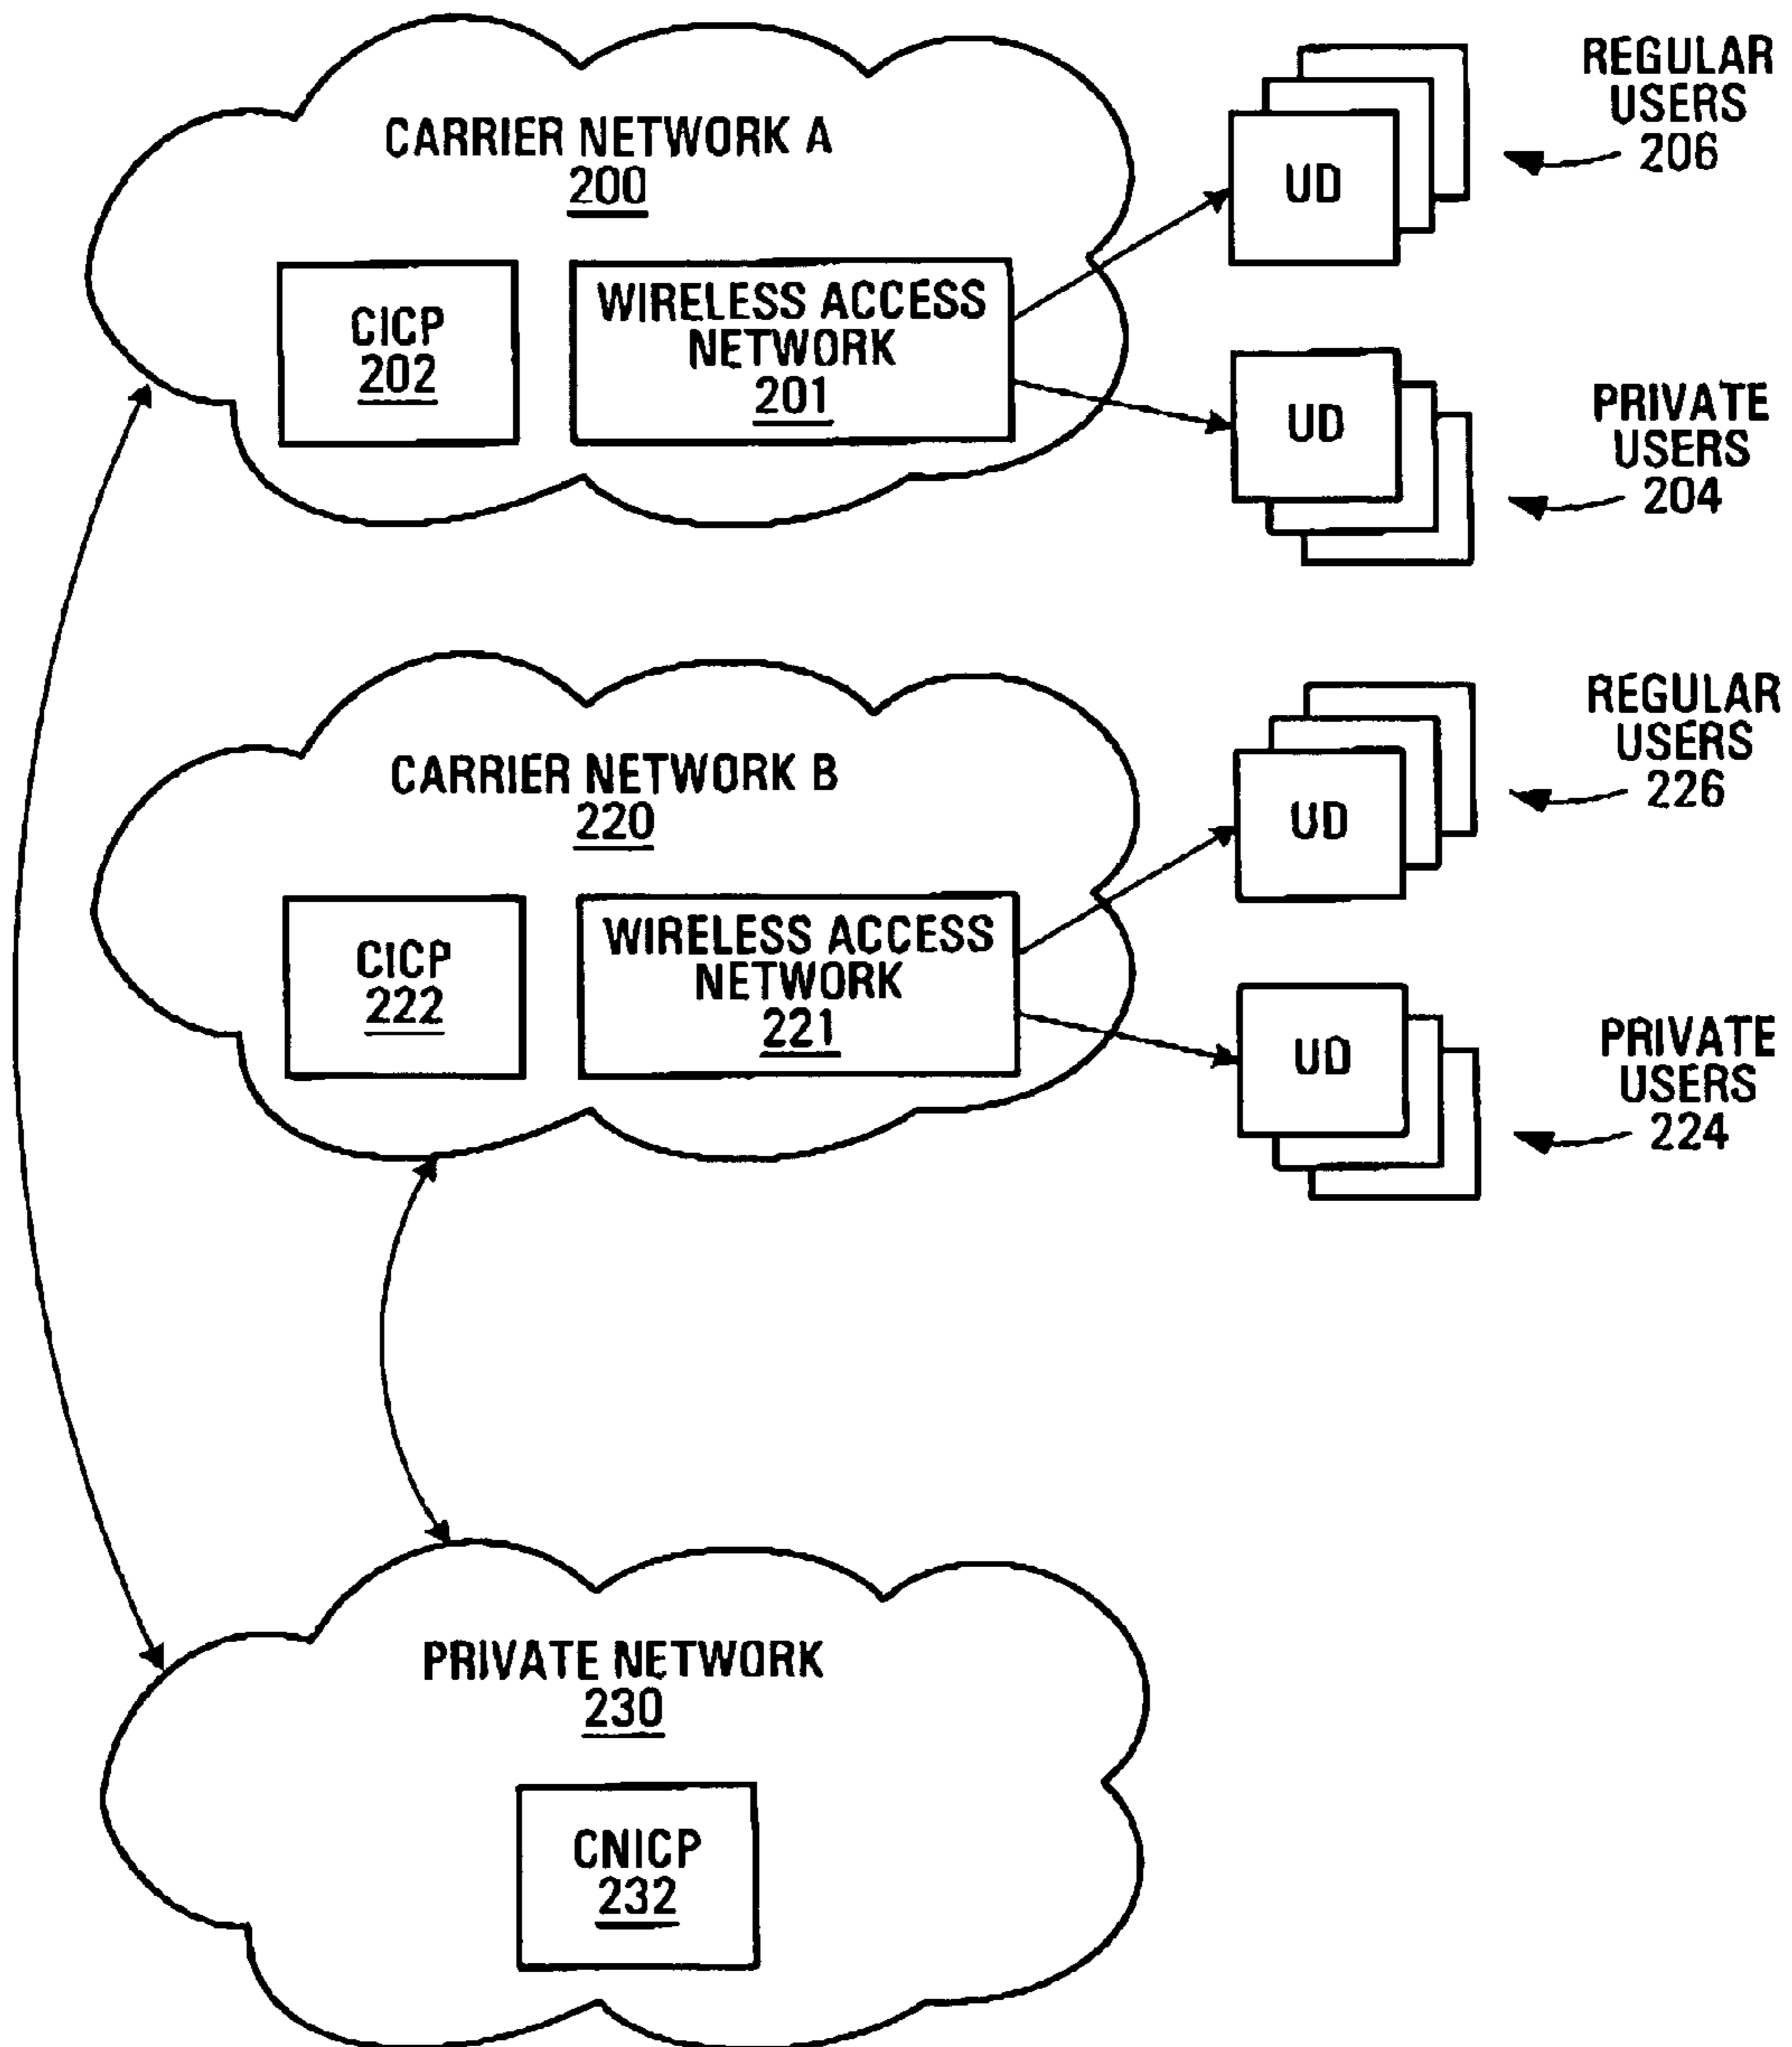 CARRIER NETWORK A
200
CICP
202
WIRELESS ACCESS
NETWORK
201
UD
REGULAR
USERS
206
UD
PRIVATE
USERS
204
CARRIER NETWORK B
220
CICP
222
WIRELESS ACCESS
NETWORK
221
UD
REGULAR
USERS
226
UD
PRIVATE
USERS
224
PRIVATE NETWORK
230
CNICP
232